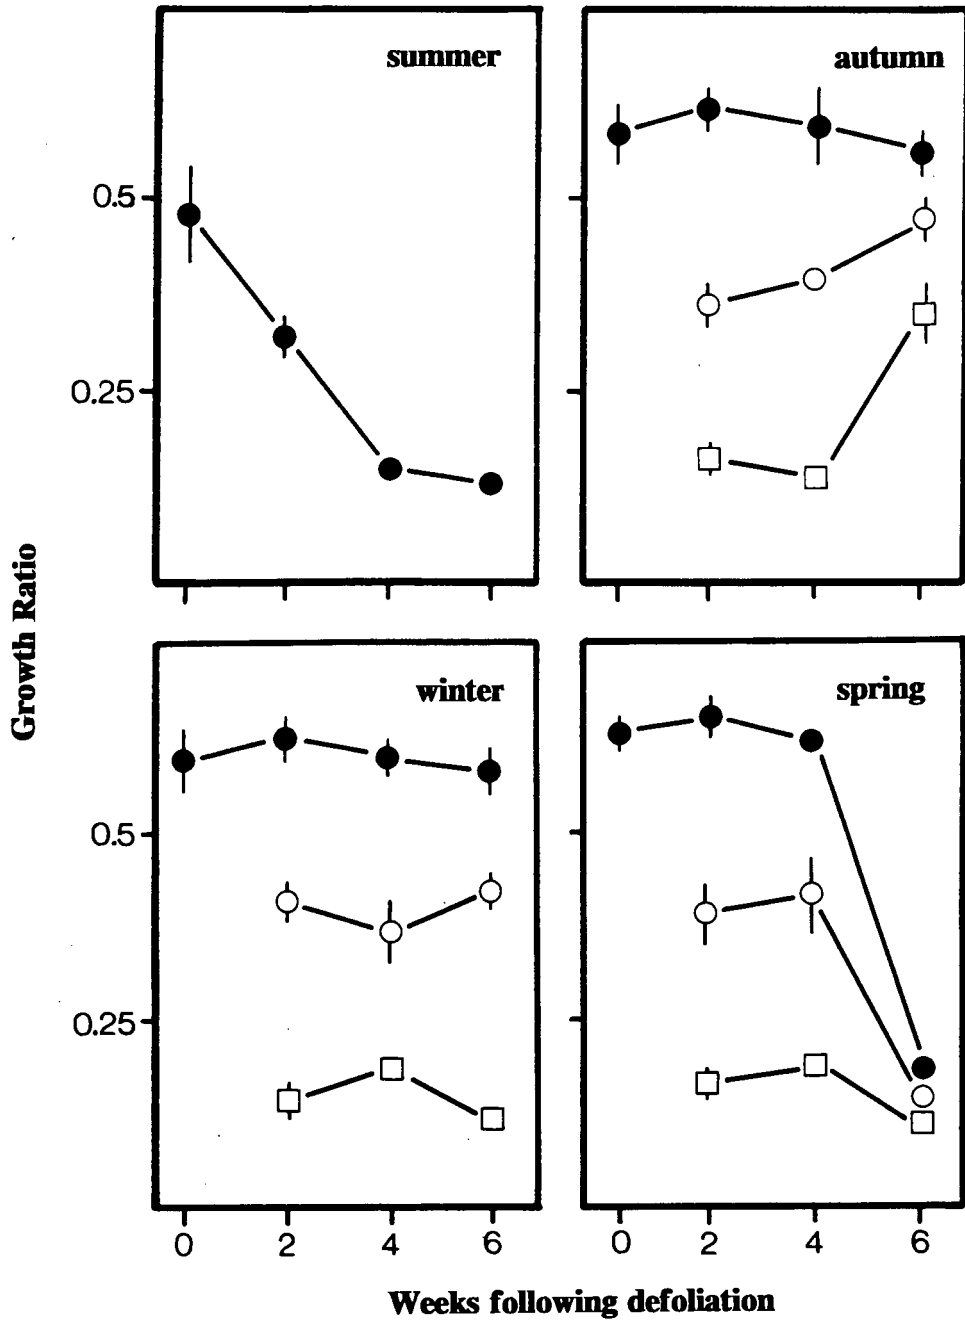 summer
autumn
0.5
0.25
Growth Ratio
winter
spring
0.5
0.25
0 2 4 6 0 2 4 6
Weeks following defoliation